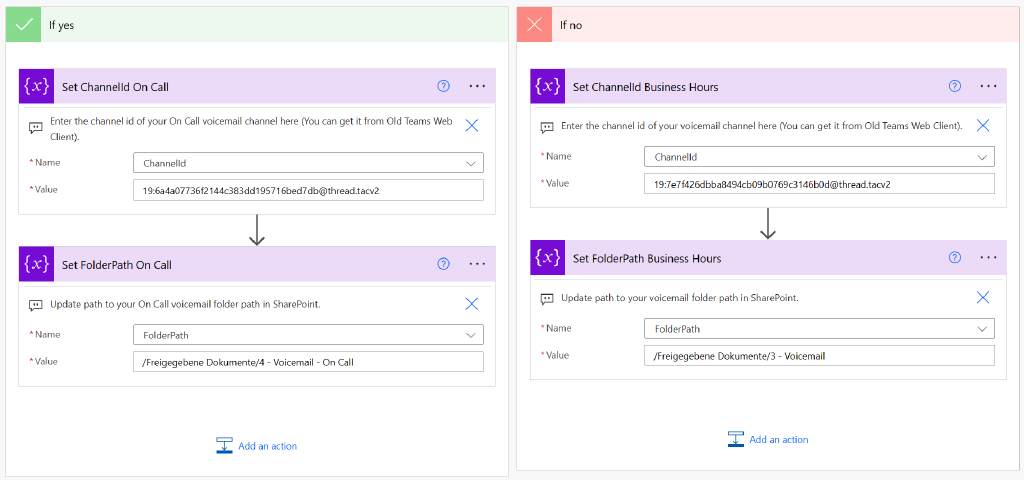 If yes
{x} Set ChannelId On Call
Enter the channel id of your On Call voicemail channel here (You can get it from Old Teams Web
Client).
* Name
ChannelId
* Value
19:6a4a07736f2144c383dd195716bed7db@thread.tacv2
{x} Set FolderPath On Call
Update path to your On Call voicemail folder path in SharePoint.
* Name
FolderPath
* Value
/Freigegebene Dokumente/4 - Voicemail - On Call
Add an action
If no
{x} Set ChannelId Business Hours
Enter the channel id of your voicemail channel here (You can get it from Old Teams Web Client).
* Name
ChannelId
* Value
19:7e7f426dbba8494cb09b0769c3146b0d@thread.tacv2
{x} Set FolderPath Business Hours
Update path to your voicemail folder path in SharePoint.
* Name
FolderPath
* Value
/Freigegebene Dokumente/3 - Voicemail
Add an action